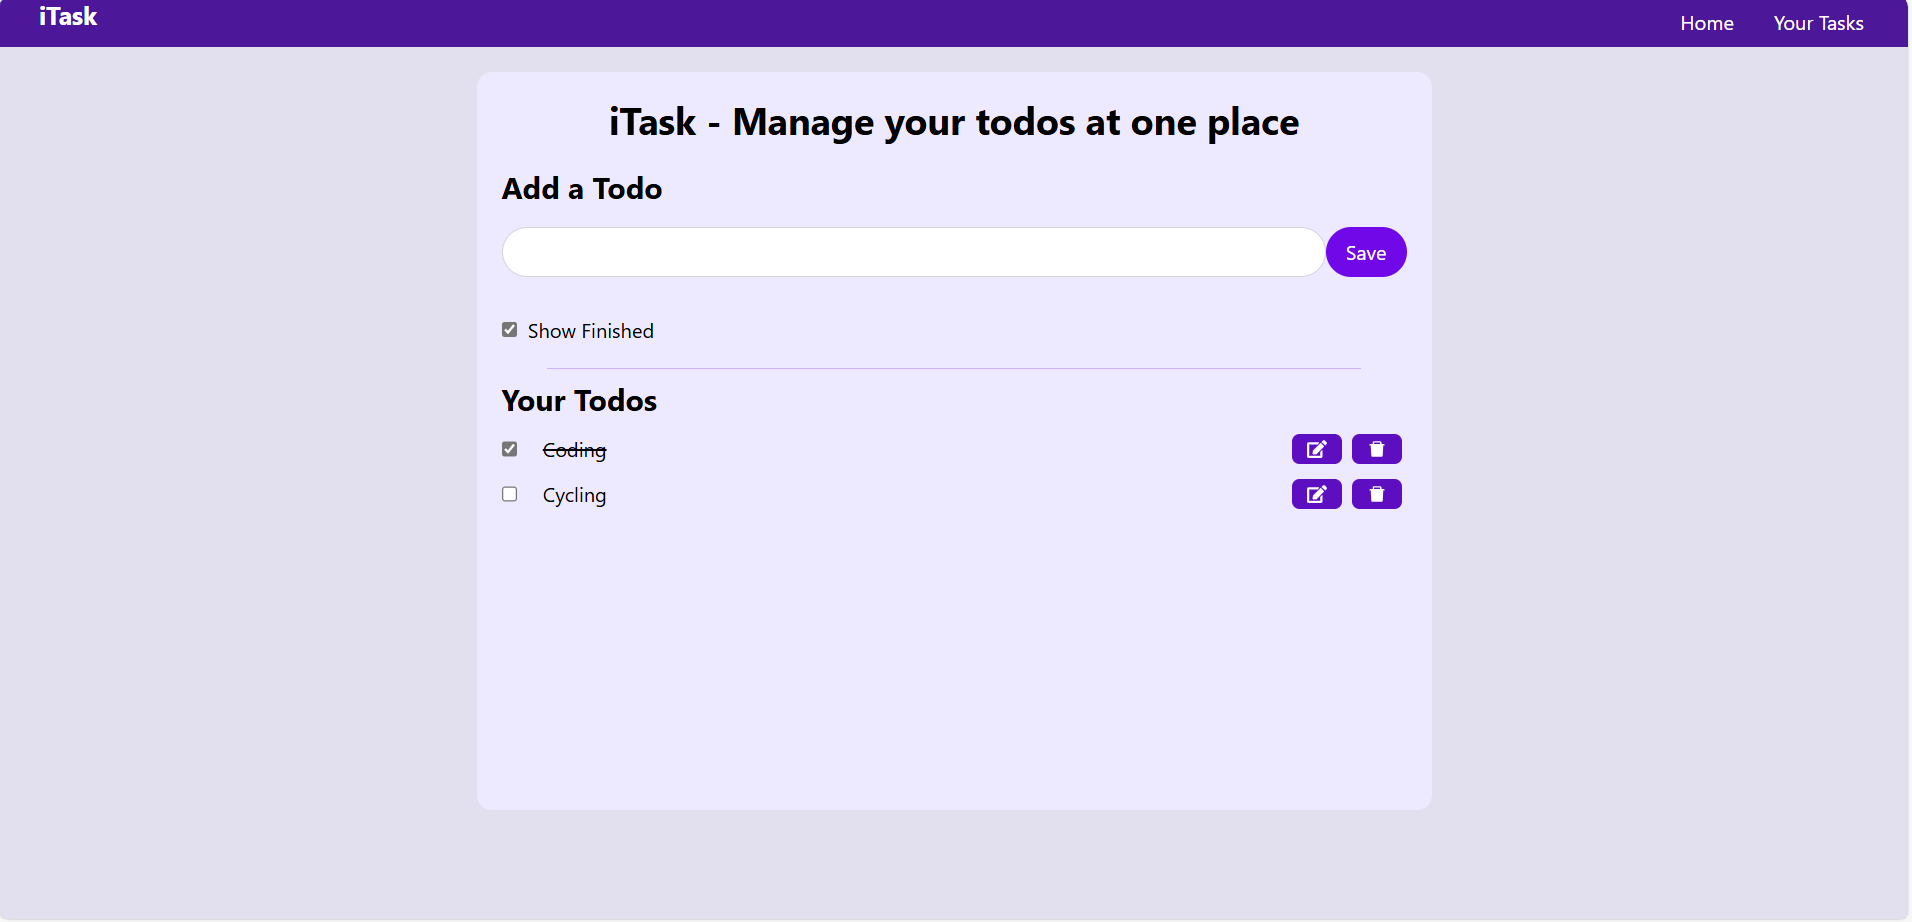 iTask
Home
Your Tasks
iTask - Manage your todos at one place
Add a Todo
Save
Show Finished
Your Todos
Coding
Cycling